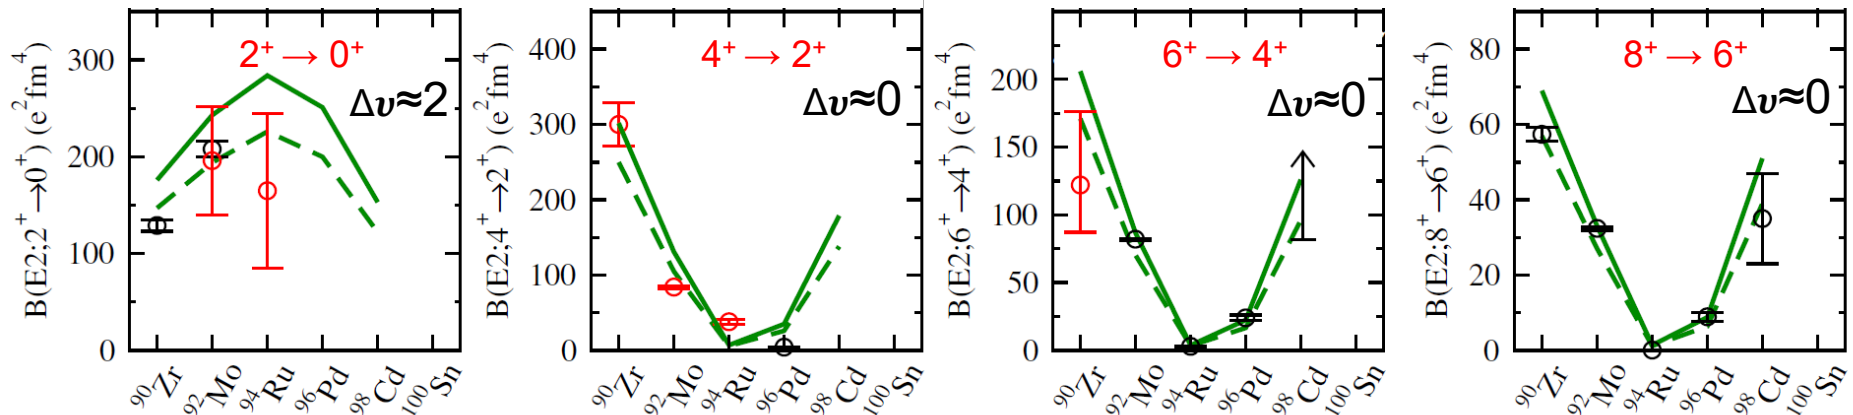 B(E2;2⁺→0⁺) (e²fm⁴)
300
200
100
0
2⁺ → 0⁺
Δυ≈2
⁹⁰Zr
⁹²Mo
⁹⁴Ru
⁹⁶Pd
⁹⁸Cd
¹⁰⁰Sn
B(E2;4⁺→2⁺) (e²fm⁴)
400
300
200
100
0
4⁺ → 2⁺
Δυ≈0
⁹⁰Zr
⁹²Mo
⁹⁴Ru
⁹⁶Pd
⁹⁸Cd
¹⁰⁰Sn
B(E2;6⁺→4⁺) (e²fm⁴)
200
150
100
50
0
6⁺ → 4⁺
Δυ≈0
⁹⁰Zr
⁹²Mo
⁹⁴Ru
⁹⁶Pd
⁹⁸Cd
¹⁰⁰Sn
B(E2;8⁺→6⁺) (e²fm⁴)
80
60
40
20
0
8⁺ → 6⁺
Δυ≈0
⁹⁰Zr
⁹²Mo
⁹⁴Ru
⁹⁶Pd
⁹⁸Cd
¹⁰⁰Sn